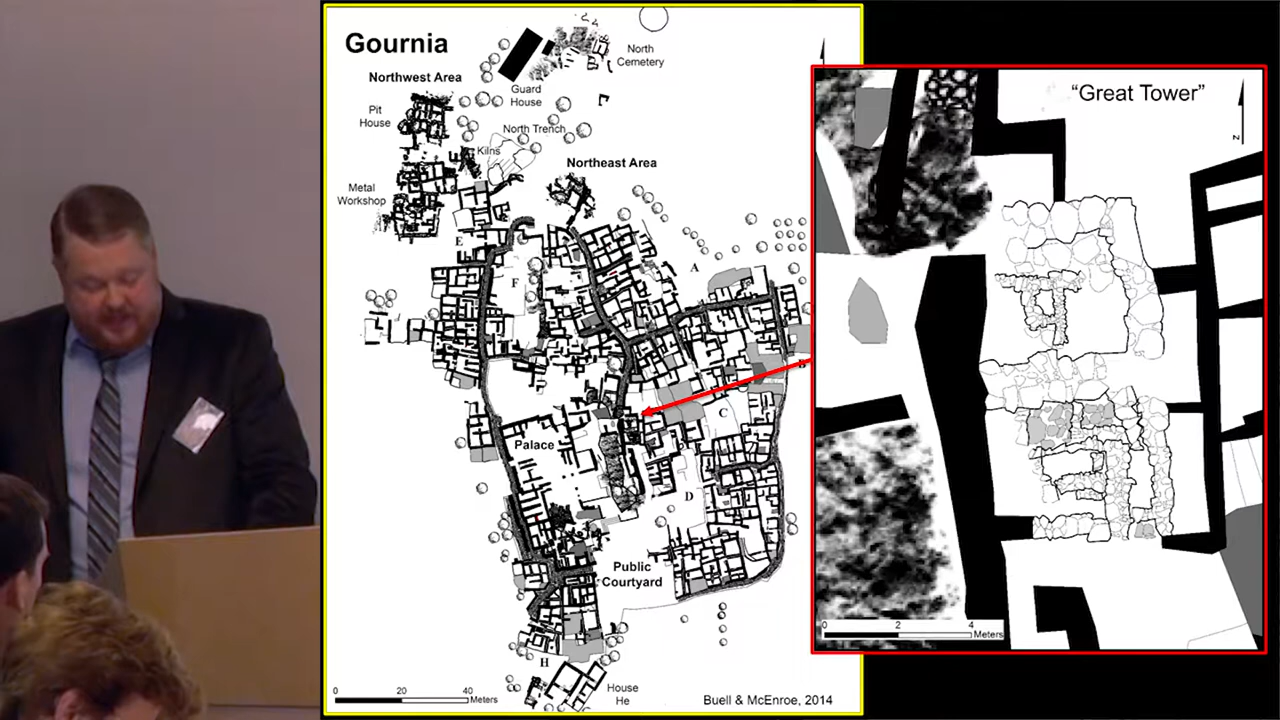 Gournia
North
Cemetery
Northwest Area
Guard
House
Pit
House
North Trench
Kilns
Northeast Area
Metal
Workshop
E
A
F
B
C
Palace
D
Public
Courtyard
H
House
He
0 20 40 Meters
Buell & McEnroe, 2014
"Great Tower"
N
0 2 4
Meters